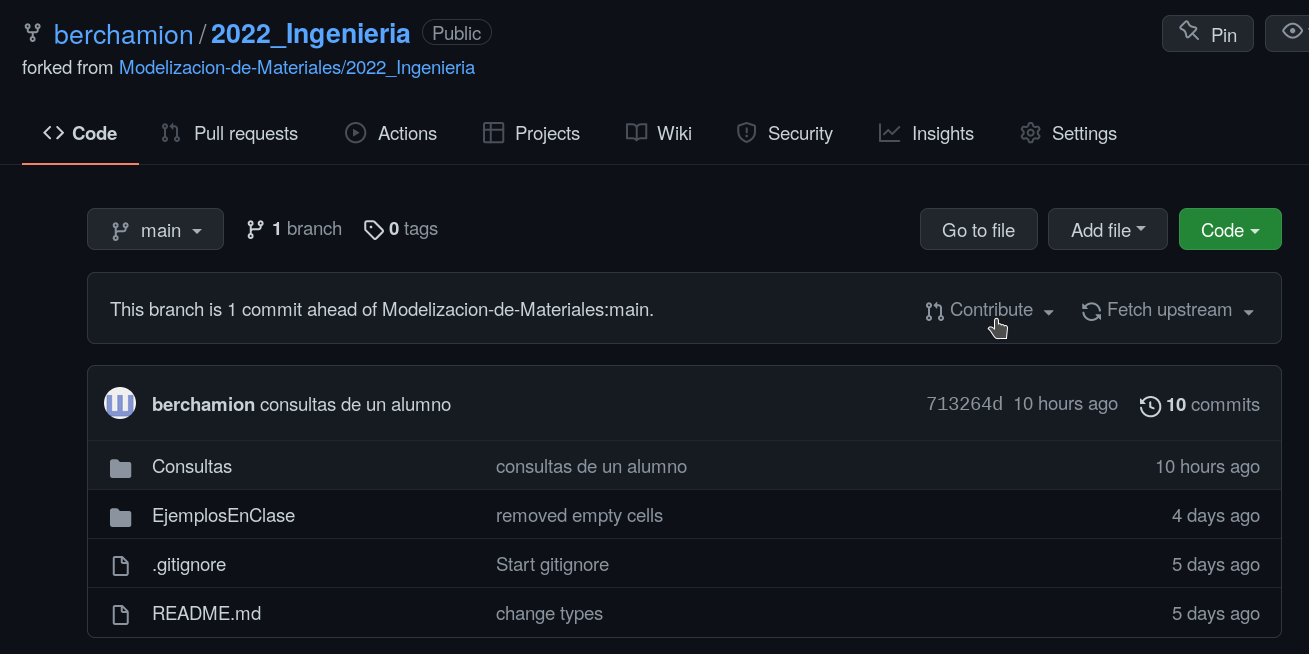 berchamion / 2022_Ingenieria Public Pin
forked from Modelizacion-de-Materiales/2022_Ingenieria
Code Pull requests Actions Projects Wiki Security Insights Settings
main 1 branch 0 tags Go to file Add file Code
This branch is 1 commit ahead of Modelizacion-de-Materiales:main. Contribute Fetch upstream
berchamion consultas de un alumno 713264d 10 hours ago 10 commits
Consultas consultas de un alumno 10 hours ago
EjemplosEnClase removed empty cells 4 days ago
.gitignore Start gitignore 5 days ago
README.md change types 5 days ago